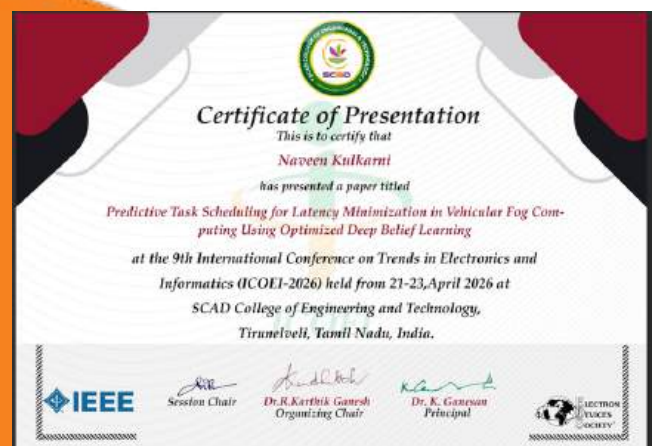 SCAD
Certificate of Presentation
This is to certify that
Naveen Kulkarni
has presented a paper titled
Predictive Task Scheduling for Latency Minimization in Vehicular Fog Com-
puting Using Optimized Deep Belief Learning
at the 9th International Conference on Trends in Electronics and
Informatics (ICOEI-2026) held from 21-23,April 2026 at
SCAD College of Engineering and Technology,
Tirunelveli, Tamil Nadu, India.
IEEE
Session Chair
Dr.R.Karthik Ganesh
Organizing Chair
Dr. K. Ganesan
Principal